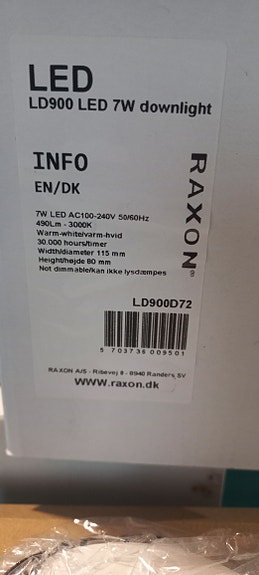 LED
LD900 LED 7W downlight
INFO
EN/DK
RAXON®
7W LED AC100-240V 50/60Hz
490Lm - 3000K
Warm-white/varm-hvid
30.000 hours/timer
Width/diameter 115 mm
Height/højde 80 mm
Not dimmable/kan ikke lysdæmpes
LD900D72
5 703736 009501
RAXON A/S - Ribevej 8 - 8940 Randers SV
www.raxon.dk